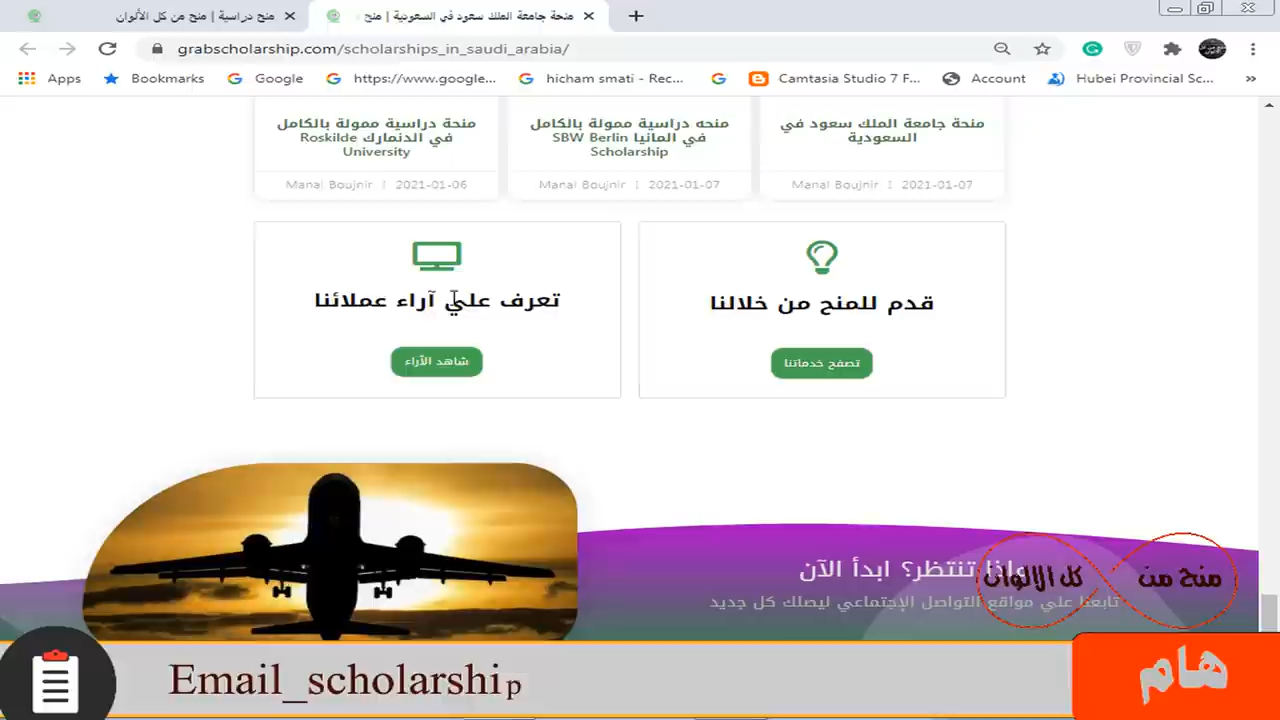 منح دراسية | منح من كل الألوان
منحة جامعة الملك سعود في السعودية | منح
grabscholarship.com/scholarships_in_saudi_arabia/
Apps
Bookmarks
Google
https://www.google...
hicham smati - Rec...
Camtasia Studio 7 F...
Account
Hubei Provincial Sc...
»
منحة جامعة الملك سعود في
السعودية
Manal Boujnir | 2021-01-07
منحه دراسية ممولة بالكامل
في المانيا SBW Berlin
Scholarship
Manal Boujnir | 2021-01-07
منحة دراسية ممولة بالكامل
في الدنمارك Roskilde
University
Manal Boujnir | 2021-01-06
قدم للمنح من خلالنا
تصفح خدماتنا
تعرف علي آراء عملائنا
شاهد الآراء
ماذا تنتظر؟ ابدأ الآن
تابعنا علي مواقع التواصل الإجتماعي ليصلك كل جديد
منح من كل الالوان
Email_scholarship
هام